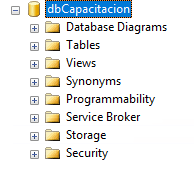 dbCapacitacion
Database Diagrams
Tables
Views
Synonyms
Programmability
Service Broker
Storage
Security